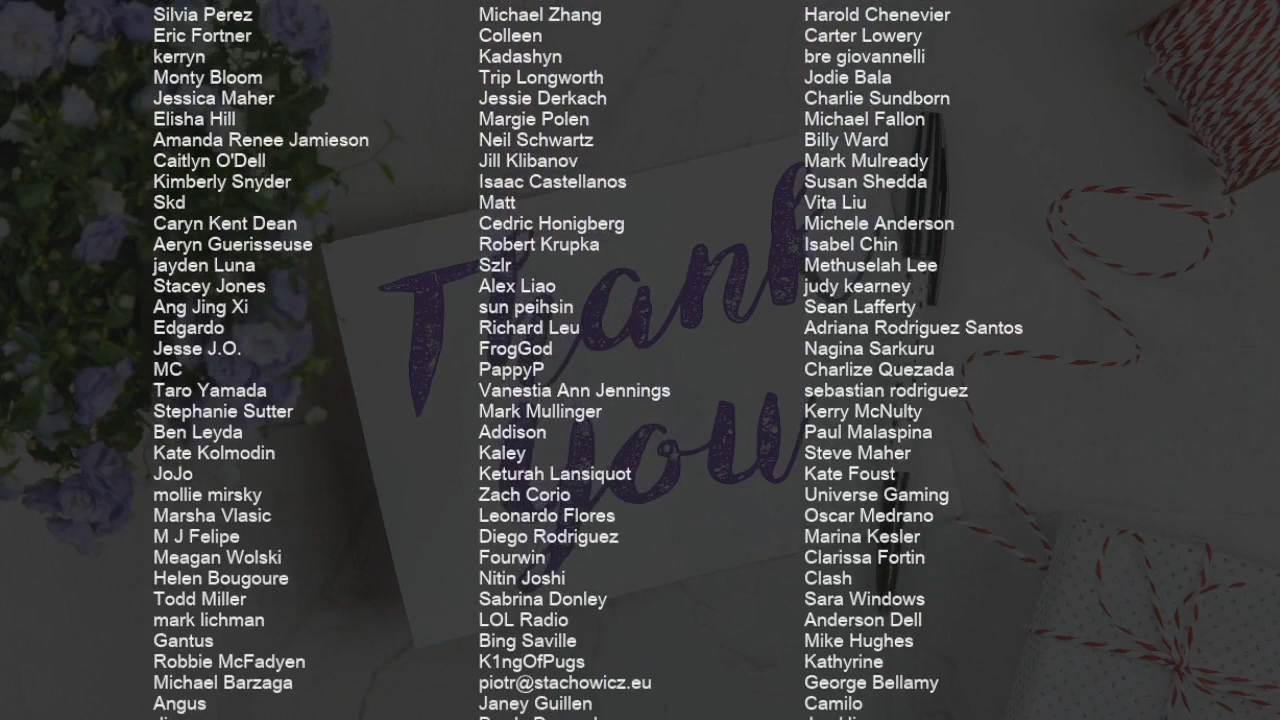 Silvia Perez
Eric Fortner
kerryn
Monty Bloom
Jessica Maher
Elisha Hill
Amanda Renee Jamieson
Caitlyn O'Dell
Kimberly Snyder
Skd
Caryn Kent Dean
Aeryn Guerisseuse
jayden Luna
Stacey Jones
Ang Jing Xi
Edgardo
Jesse J.O.
MC
Taro Yamada
Stephanie Sutter
Ben Leyda
Kate Kolmodin
JoJo
mollie mirsky
Marsha Vlasic
M J Felipe
Meagan Wolski
Helen Bougoure
Todd Miller
mark lichman
Gantus
Robbie McFadyen
Michael Barzaga
Angus
Michael Zhang
Colleen
Kadashyn
Trip Longworth
Jessie Derkach
Margie Polen
Neil Schwartz
Jill Klibanov
Isaac Castellanos
Matt
Cedric Honigberg
Robert Krupka
Szlr
Alex Liao
sun peihsin
Richard Leu
FrogGod
PappyP
Vanestia Ann Jennings
Mark Mullinger
Addison
Kaley
Keturah Lansiquot
Zach Corio
Leonardo Flores
Diego Rodriguez
Fourwin
Nitin Joshi
Sabrina Donley
LOL Radio
Bing Saville
K1ngOfPugs
piotr@stachowicz.eu
Janey Guillen
Harold Chenevier
Carter Lowery
bre giovannelli
Jodie Bala
Charlie Sundborn
Michael Fallon
Billy Ward
Mark Mulready
Susan Shedda
Vita Liu
Michele Anderson
Isabel Chin
Methuselah Lee
judy kearney
Sean Lafferty
Adriana Rodriguez Santos
Nagina Sarkuru
Charlize Quezada
sebastian rodriguez
Kerry McNulty
Paul Malaspina
Steve Maher
Kate Foust
Universe Gaming
Oscar Medrano
Marina Kesler
Clarissa Fortin
Clash
Sara Windows
Anderson Dell
Mike Hughes
Kathyrine
George Bellamy
Camilo
Thank
you